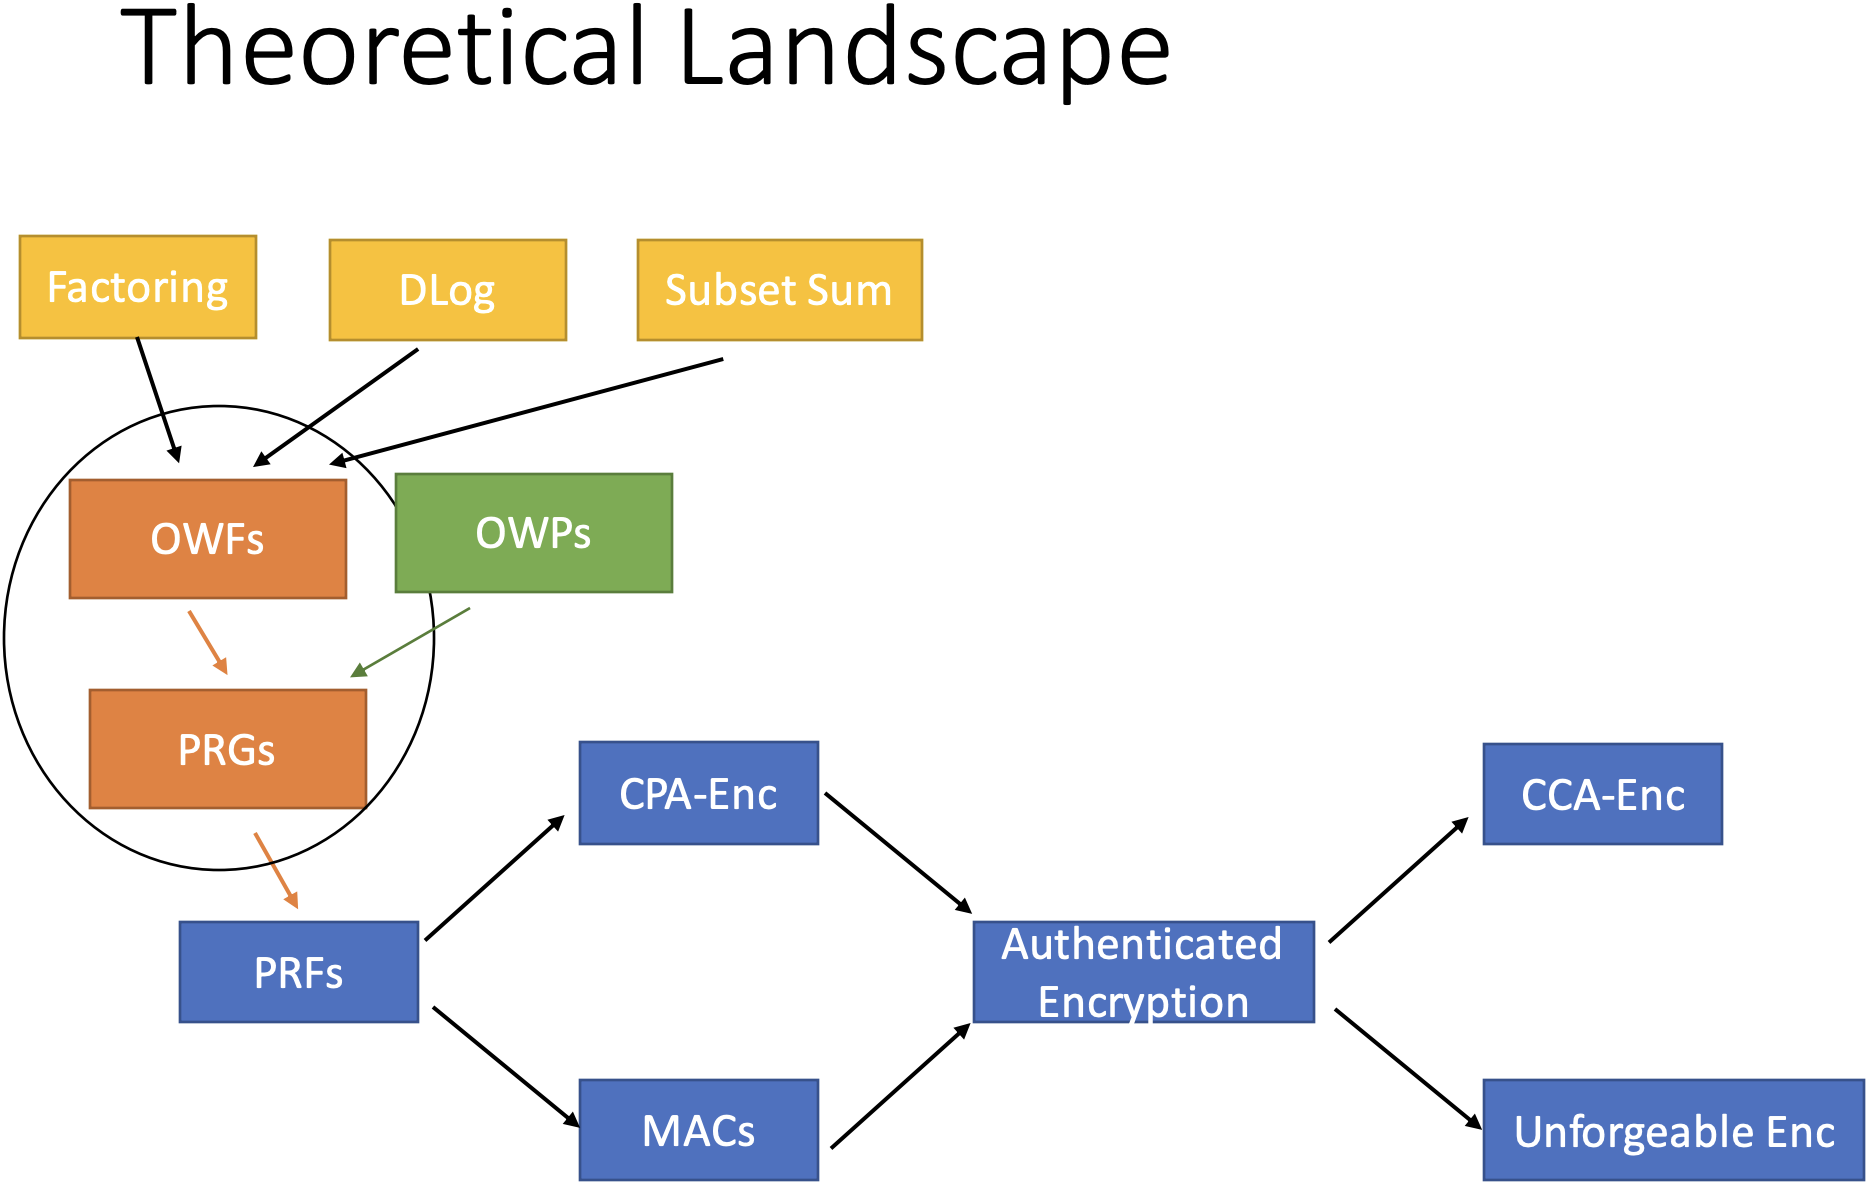 Theoretical Landscape
Factoring
DLog
Subset Sum
OWFs
OWPs
PRGs
CPA-Enc
CCA-Enc
PRFs
Authenticated
Encryption
MACs
Unforgeable Enc